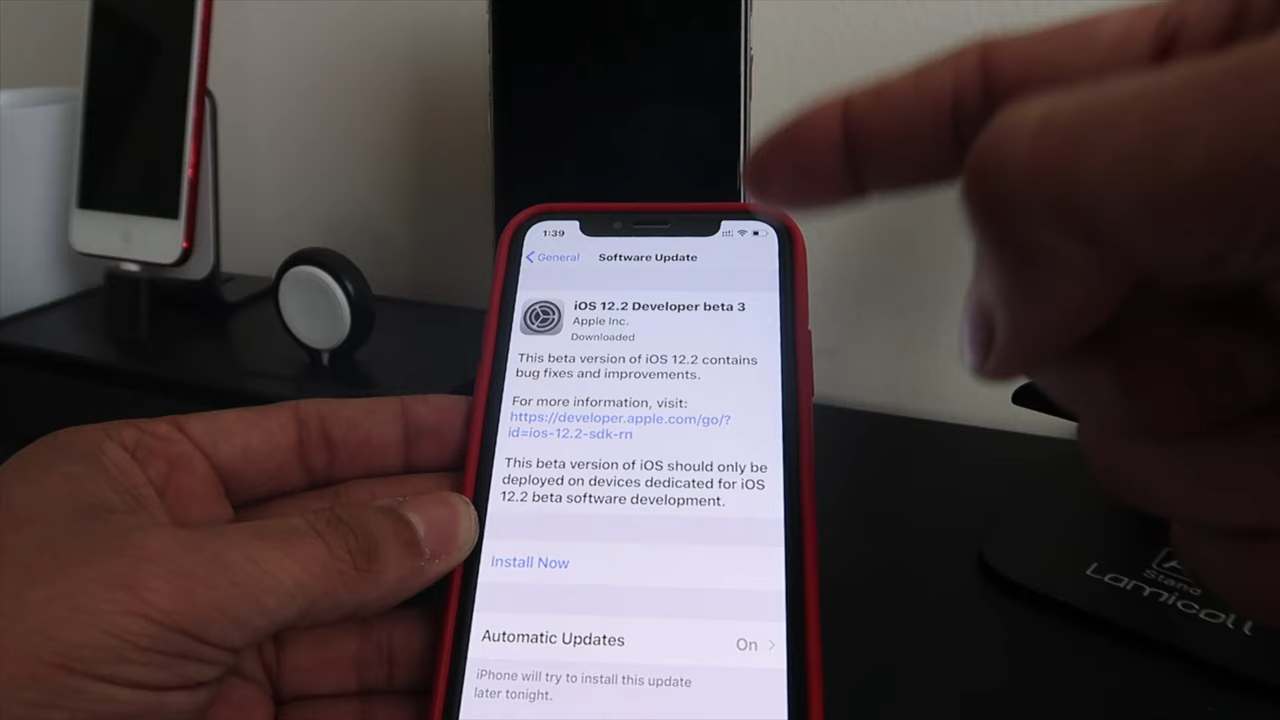 1:39
General
Software Update
iOS 12.2 Developer beta 3
Apple Inc.
Downloaded
This beta version of iOS 12.2 contains
bug fixes and improvements.
For more information, visit:
https://developer.apple.com/go/?
id=ios-12.2-sdk-rn
This beta version of iOS should only be
deployed on devices dedicated for iOS
12.2 beta software development.
Install Now
Automatic Updates
On
iPhone will try to install this update
later tonight.
Stand
Lamicall